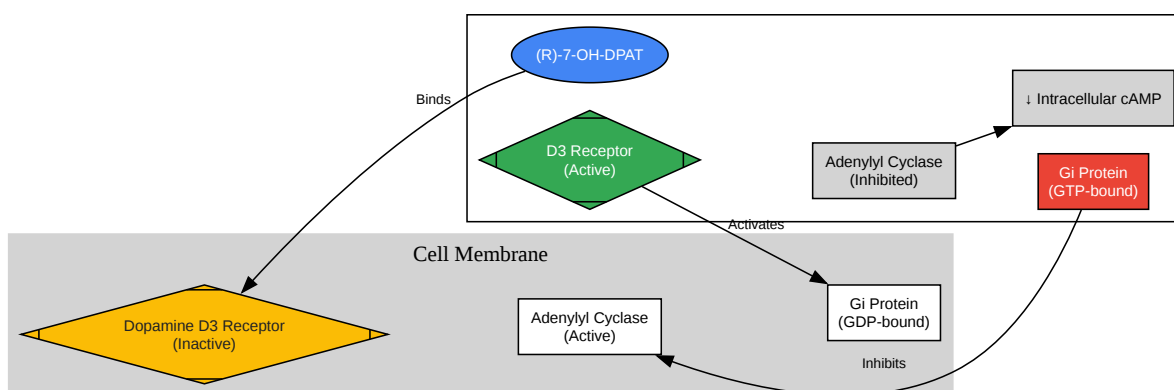 (R)-7-OH-DPAT
Binds
↓ Intracellular cAMP
D3 Receptor
(Active)
Adenylyl Cyclase
(Inhibited)
Gi Protein
(GTP-bound)
Activates
Cell Membrane
Dopamine D3 Receptor
(Inactive)
Adenylyl Cyclase
(Active)
Gi Protein
(GDP-bound)
Inhibits